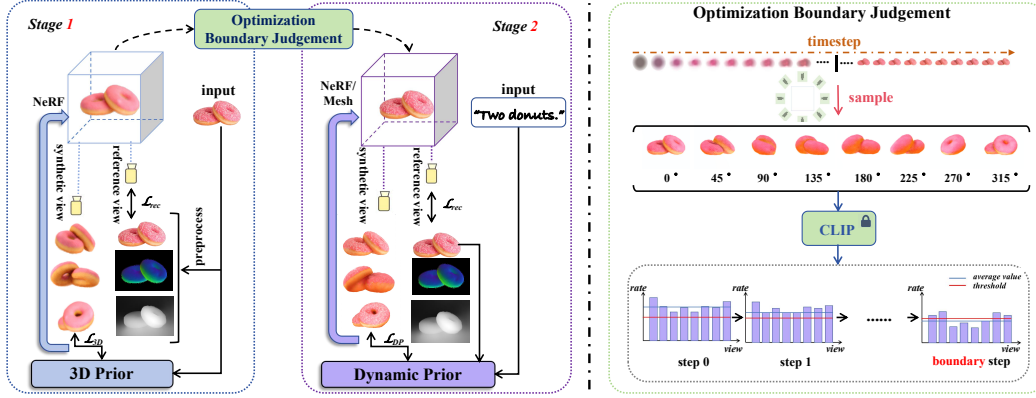 Stage 1
Optimization
Boundary Judgement
Stage 2
NeRF
input
synthetic view
reference view
ℒrec
preprocess
ℒ3D
3D Prior
NeRF/
Mesh
input
"Two donuts."
synthetic view
reference view
ℒrec
ℒDP
Dynamic Prior
Optimization Boundary Judgement
timestep
sample
0° 45° 90° 135° 180° 225° 270° 315°
CLIP
average value
threshold
rate
view
step 0
rate
view
step 1
......
rate
view
boundary step